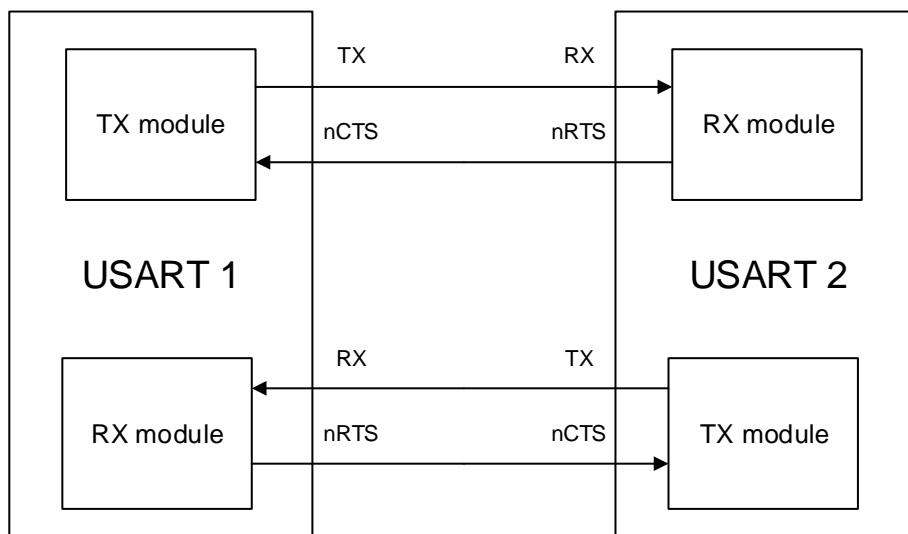 TX RX
TX module RX module
nCTS nRTS
USART 1 USART 2
RX TX
RX module TX module
nRTS nCTS